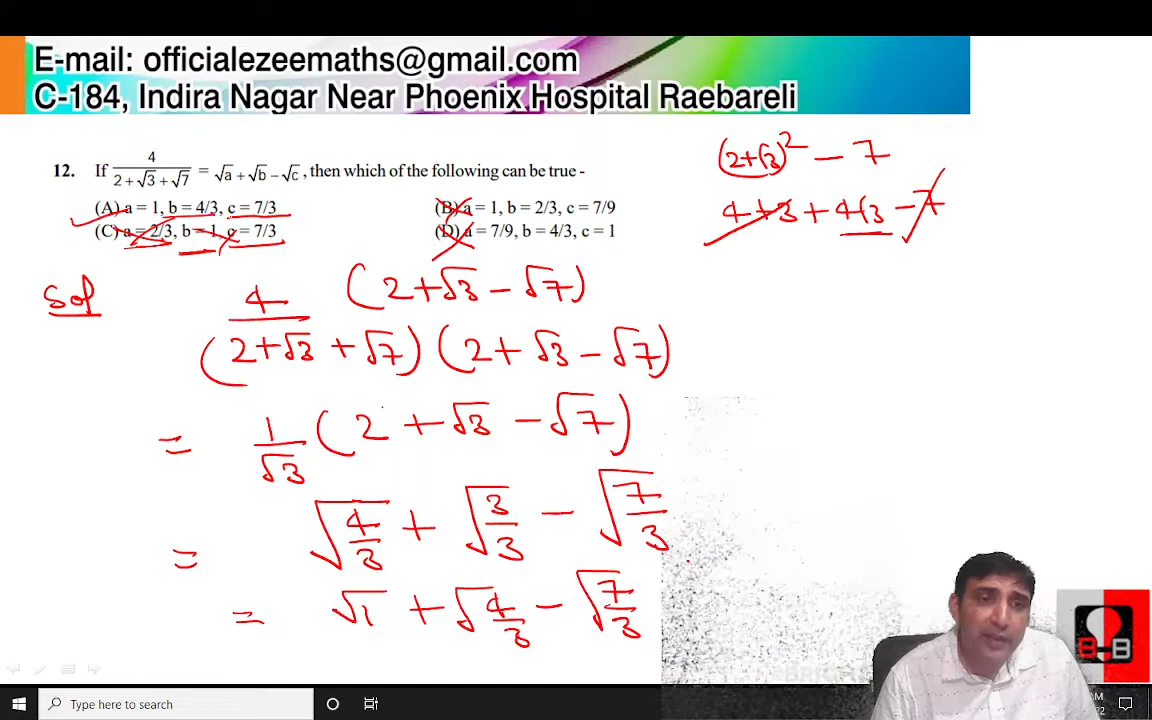 E-mail: officialezeemaths@gmail.com
C-184, Indira Nagar Near Phoenix Hospital Raebareli
12. If 4/(2+√3+√7) = √a + √b – √c , then which of the following can be true -
(A) a = 1, b = 4/3, c = 7/3 (B) a = 1, b = 2/3, c = 7/9
(C) a = 2/3, b = 1, c = 7/3 (D) a = 7/9, b = 4/3, c = 1
(2+√3)² – 7
4+3+4√3 – 7
Sol
4 (2+√3 – √7)
(2+√3 +√7) (2+ √3 – √7)
= 1/√3 (2 + √3 – √7)
= √4/3 + √3/3 – √7/3
= √1 + √4/3 – √7/3
Type here to search
B B